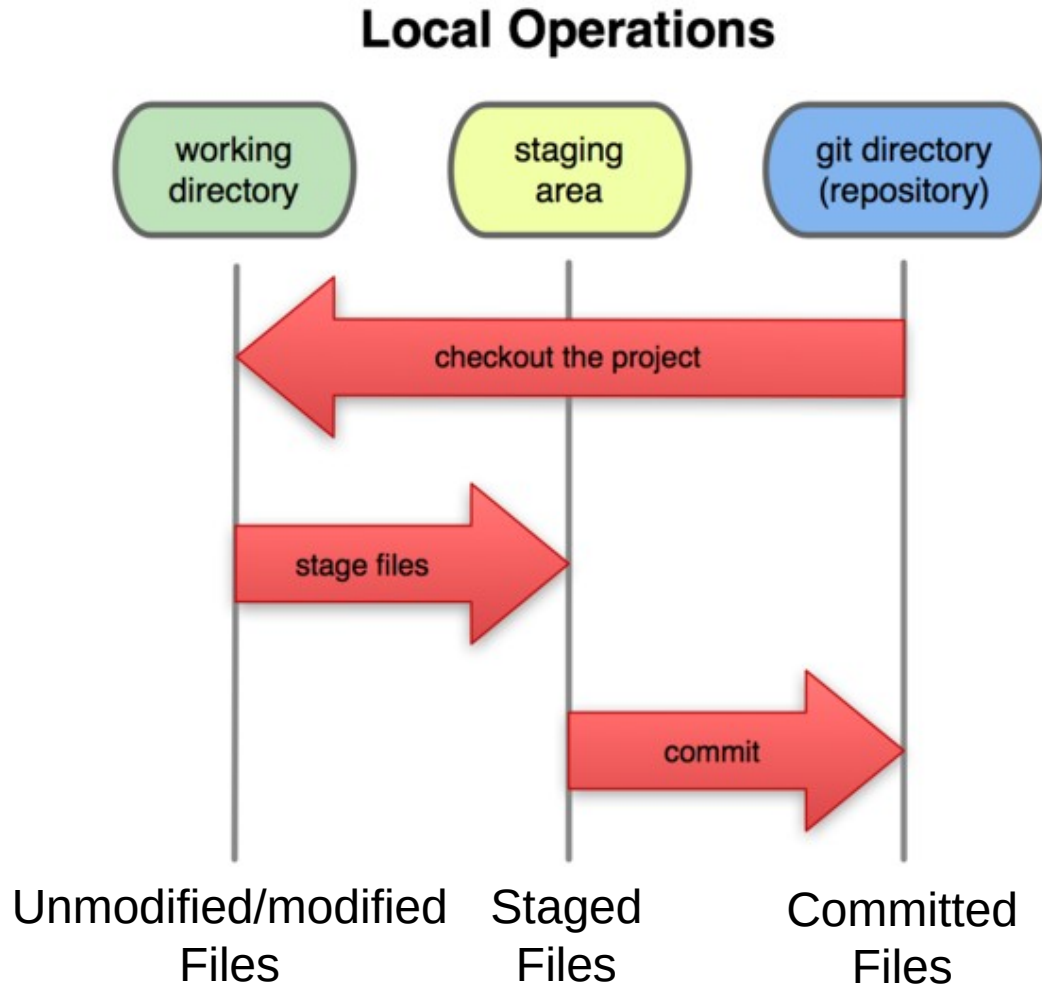 Local Operations
working
directory
staging
area
git directory
(repository)
checkout the project
stage files
commit
Unmodified/modified
Files
Staged
Files
Committed
Files